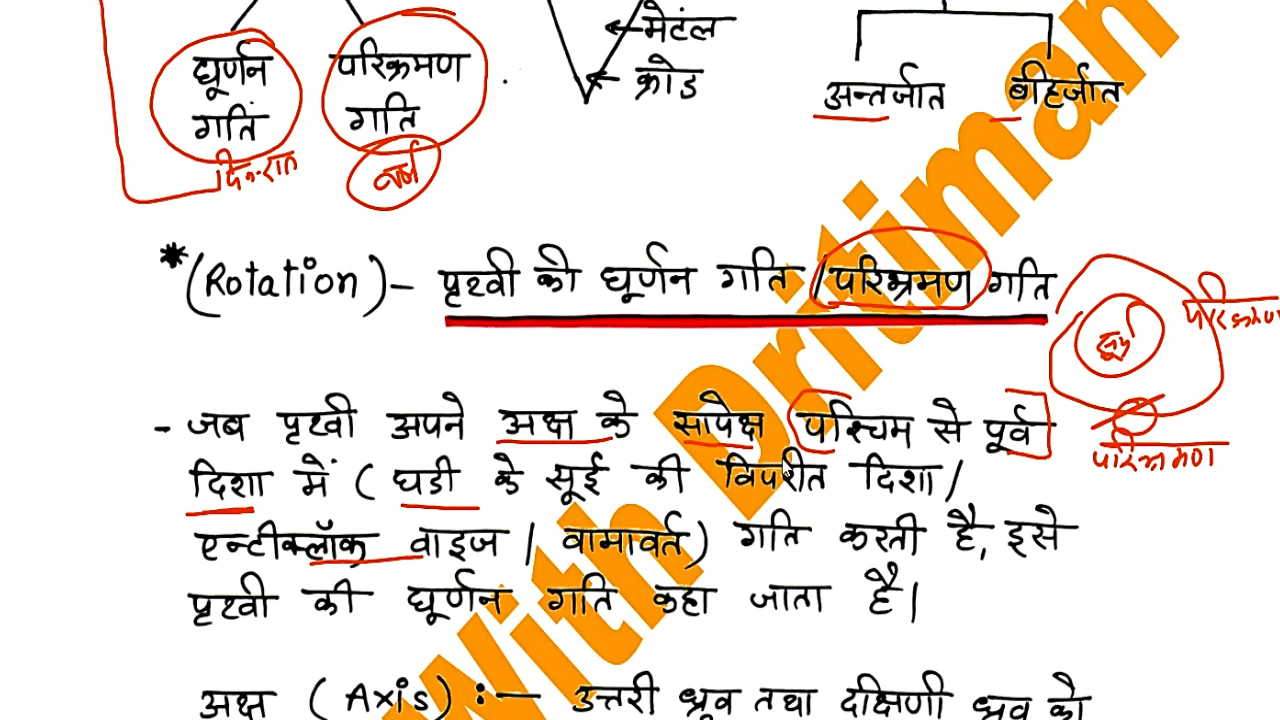 मेटल
घूर्णन परिक्रमण क्रोड
गति गति अन्तर्जात बहिर्जात
दिन-रात वर्ष
*(Rotation)- पृथ्वी की घूर्णन गति / परिभ्रमण गति
परिक्रमण
सूर्य
- जब पृथ्वी अपने अक्ष के सापेक्ष पश्चिम से पूर्व
परिभ्रमण
दिशा में ( घडी के सूई की विपरीत दिशा /
एन्टीक्लॉक वाइज / वामावर्त) गति करती है, इसे
पृथ्वी की घूर्णन गति कहा जाता है।
अक्ष (Axis) :- उत्तरी ध्रुव तथा दक्षिणी ध्रुव को
With Dritiman